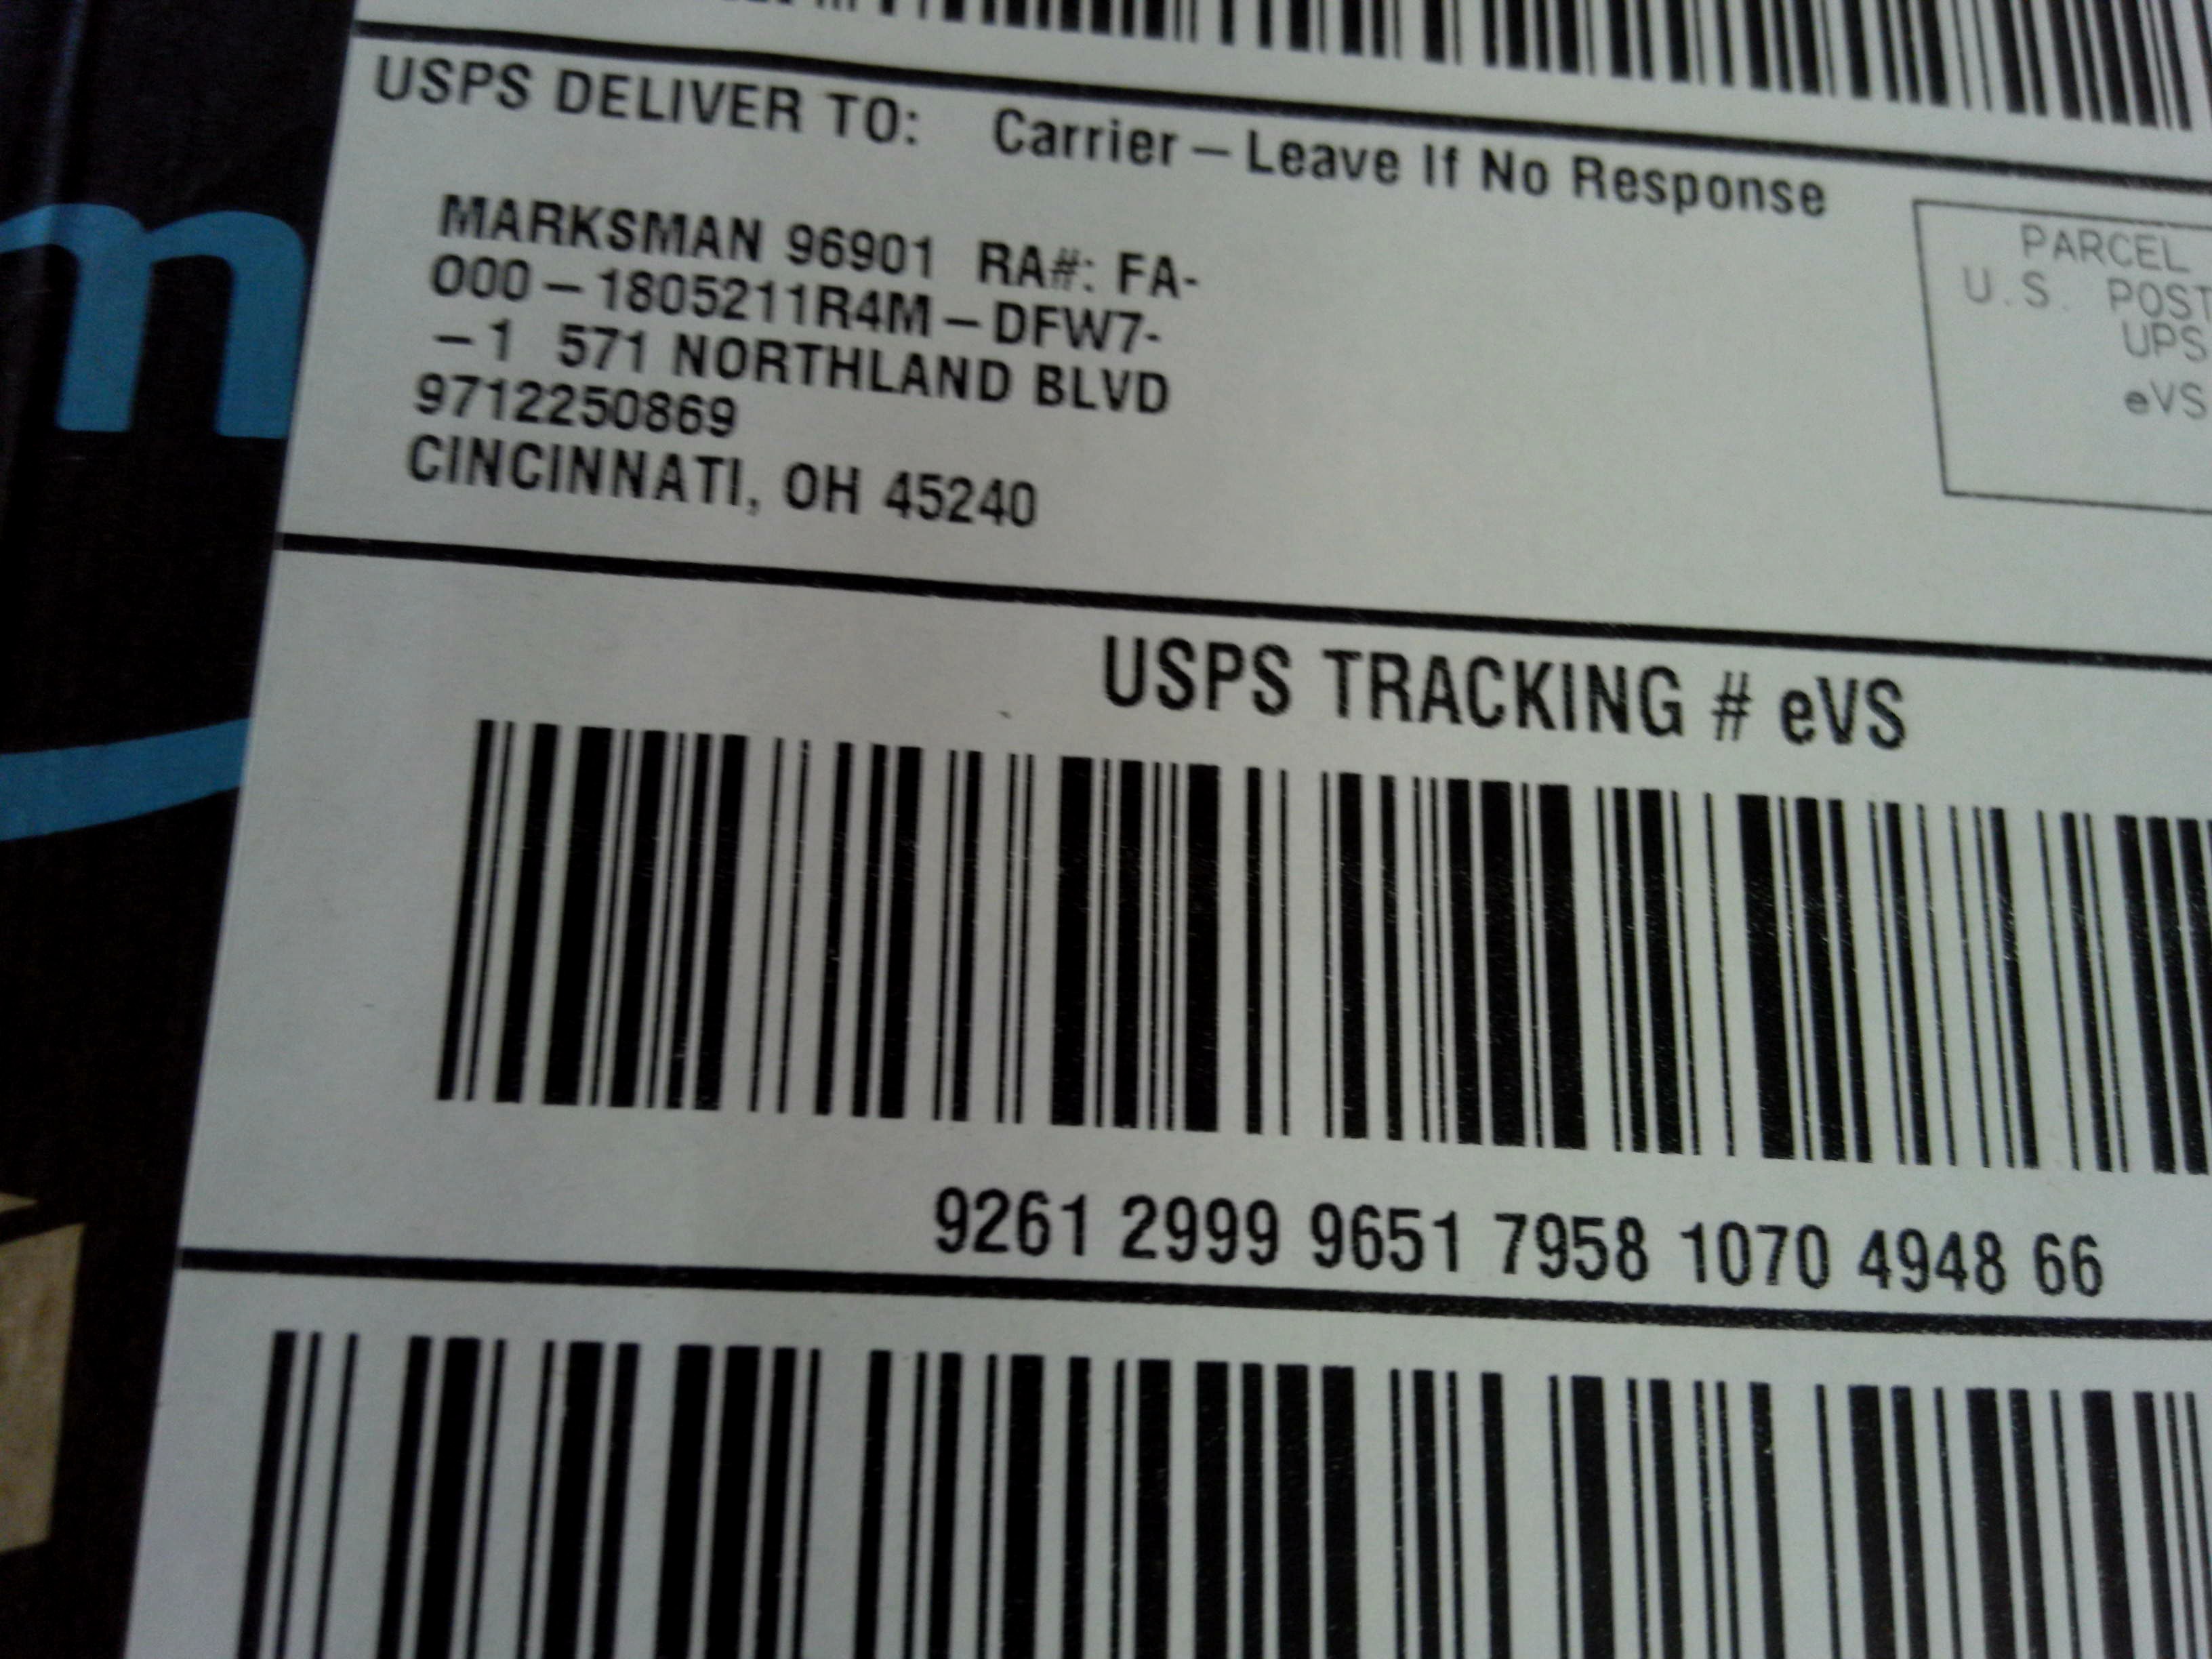 USPS DELIVER TO: Carrier – Leave If No Response
MARKSMAN 96901 RA#: FA-
000 – 1805211R4M – DFW7-
– 1 571 NORTHLAND BLVD
9712250869
CINCINNATI, OH 45240
PARCEL
U.S. POST
UPS
eVS
USPS TRACKING # eVS
9261 2999 9651 7958 1070 4948 66
m